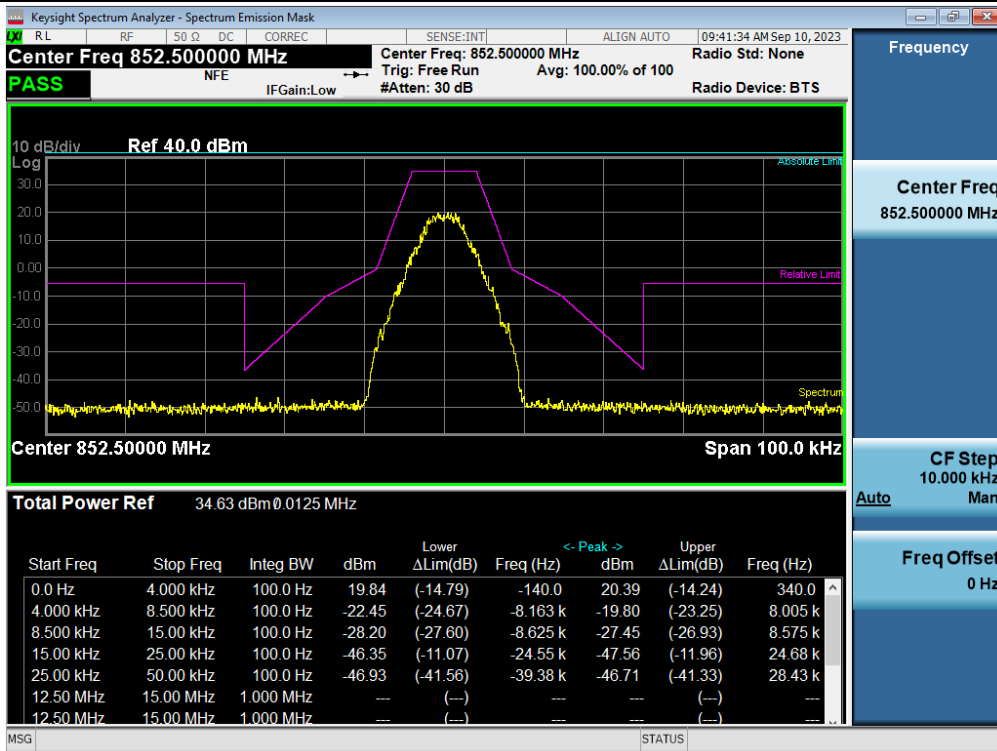 Keysight Spectrum Analyzer - Spectrum Emission Mask
LXI RL RF 50 Ω DC CORREC SENSE:INT ALIGN AUTO 09:41:34 AM Sep 10, 2023
Center Freq 852.500000 MHz Center Freq: 852.500000 MHz Radio Std: None
NFE Trig: Free Run Avg: 100.00% of 100
PASS IFGain:Low #Atten: 30 dB Radio Device: BTS
10 dB/div Ref 40.0 dBm
Log Absolute Limit
30.0
20.0
10.0
0.00
Relative Limit
-10.0
-20.0
-30.0
-40.0
Spectrum
-50.0
Center 852.50000 MHz Span 100.0 kHz
Total Power Ref 34.63 dBm 0.0125 MHz
Lower <- Peak -> Upper
Start Freq Stop Freq Integ BW dBm ΔLim(dB) Freq (Hz) dBm ΔLim(dB) Freq (Hz)
0.0 Hz 4.000 kHz 100.0 Hz 19.84 (-14.79) -140.0 20.39 (-14.24) 340.0
4.000 kHz 8.500 kHz 100.0 Hz -22.45 (-24.67) -8.163 k -19.80 (-23.25) 8.005 k
8.500 kHz 15.00 kHz 100.0 Hz -28.20 (-27.60) -8.625 k -27.45 (-26.93) 8.575 k
15.00 kHz 25.00 kHz 100.0 Hz -46.35 (-11.07) -24.55 k -47.56 (-11.96) 24.68 k
25.00 kHz 50.00 kHz 100.0 Hz -46.93 (-41.56) -39.38 k -46.71 (-41.33) 28.43 k
12.50 MHz 15.00 MHz 1.000 MHz --- (---) --- --- (---) ---
12.50 MHz 15.00 MHz 1.000 MHz --- (---) --- --- (---) ---
MSG STATUS
Frequency
Center Freq
852.500000 MHz
CF Step
10.000 kHz
Auto Man
Freq Offset
0 Hz